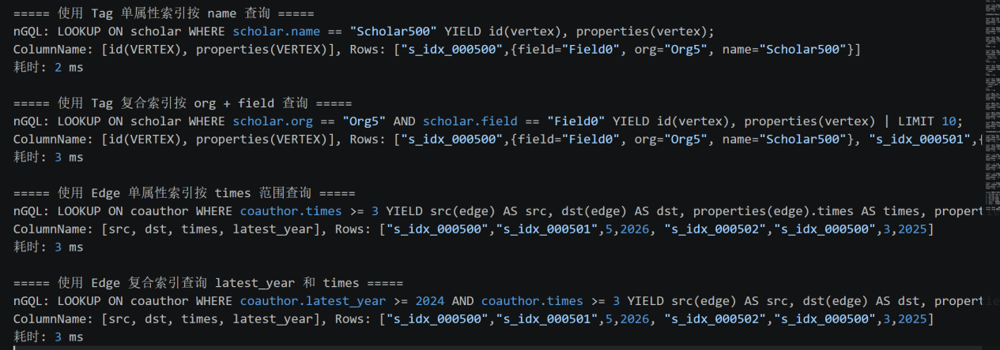 ===== 使用 Tag 单属性索引按 name 查询 =====
nGQL: LOOKUP ON scholar WHERE scholar.name == "Scholar500" YIELD id(vertex), properties(vertex);
ColumnName: [id(VERTEX), properties(VERTEX)], Rows: ["s_idx_000500",{field="Field0", org="Org5", name="Scholar500"}]
耗时: 2 ms
===== 使用 Tag 复合索引按 org + field 查询 =====
nGQL: LOOKUP ON scholar WHERE scholar.org == "Org5" AND scholar.field == "Field0" YIELD id(vertex), properties(vertex) | LIMIT 10;
ColumnName: [id(VERTEX), properties(VERTEX)], Rows: ["s_idx_000500",{field="Field0", org="Org5", name="Scholar500"}, "s_idx_000501",{
耗时: 3 ms
===== 使用 Edge 单属性索引按 times 范围查询 =====
nGQL: LOOKUP ON coauthor WHERE coauthor.times >= 3 YIELD src(edge) AS src, dst(edge) AS dst, properties(edge).times AS times, propert
ColumnName: [src, dst, times, latest_year], Rows: ["s_idx_000500","s_idx_000501",5,2026, "s_idx_000502","s_idx_000500",3,2025]
耗时: 3 ms
===== 使用 Edge 复合索引查询 latest_year 和 times =====
nGQL: LOOKUP ON coauthor WHERE coauthor.latest_year >= 2024 AND coauthor.times >= 3 YIELD src(edge) AS src, dst(edge) AS dst, propert
ColumnName: [src, dst, times, latest_year], Rows: ["s_idx_000500","s_idx_000501",5,2026, "s_idx_000502","s_idx_000500",3,2025]
耗时: 3 ms